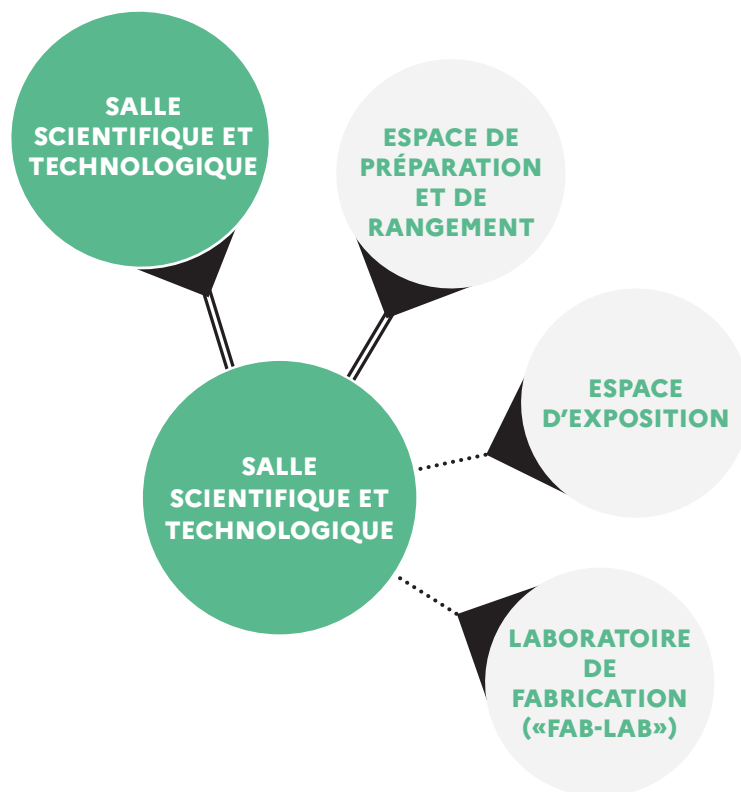 SALLE
SCIENTIFIQUE ET
TECHNOLOGIQUE
ESPACE DE
PRÉPARATION
ET DE
RANGEMENT
ESPACE
D’EXPOSITION
SALLE
SCIENTIFIQUE ET
TECHNOLOGIQUE
LABORATOIRE
DE
FABRICATION
(«FAB-LAB»)